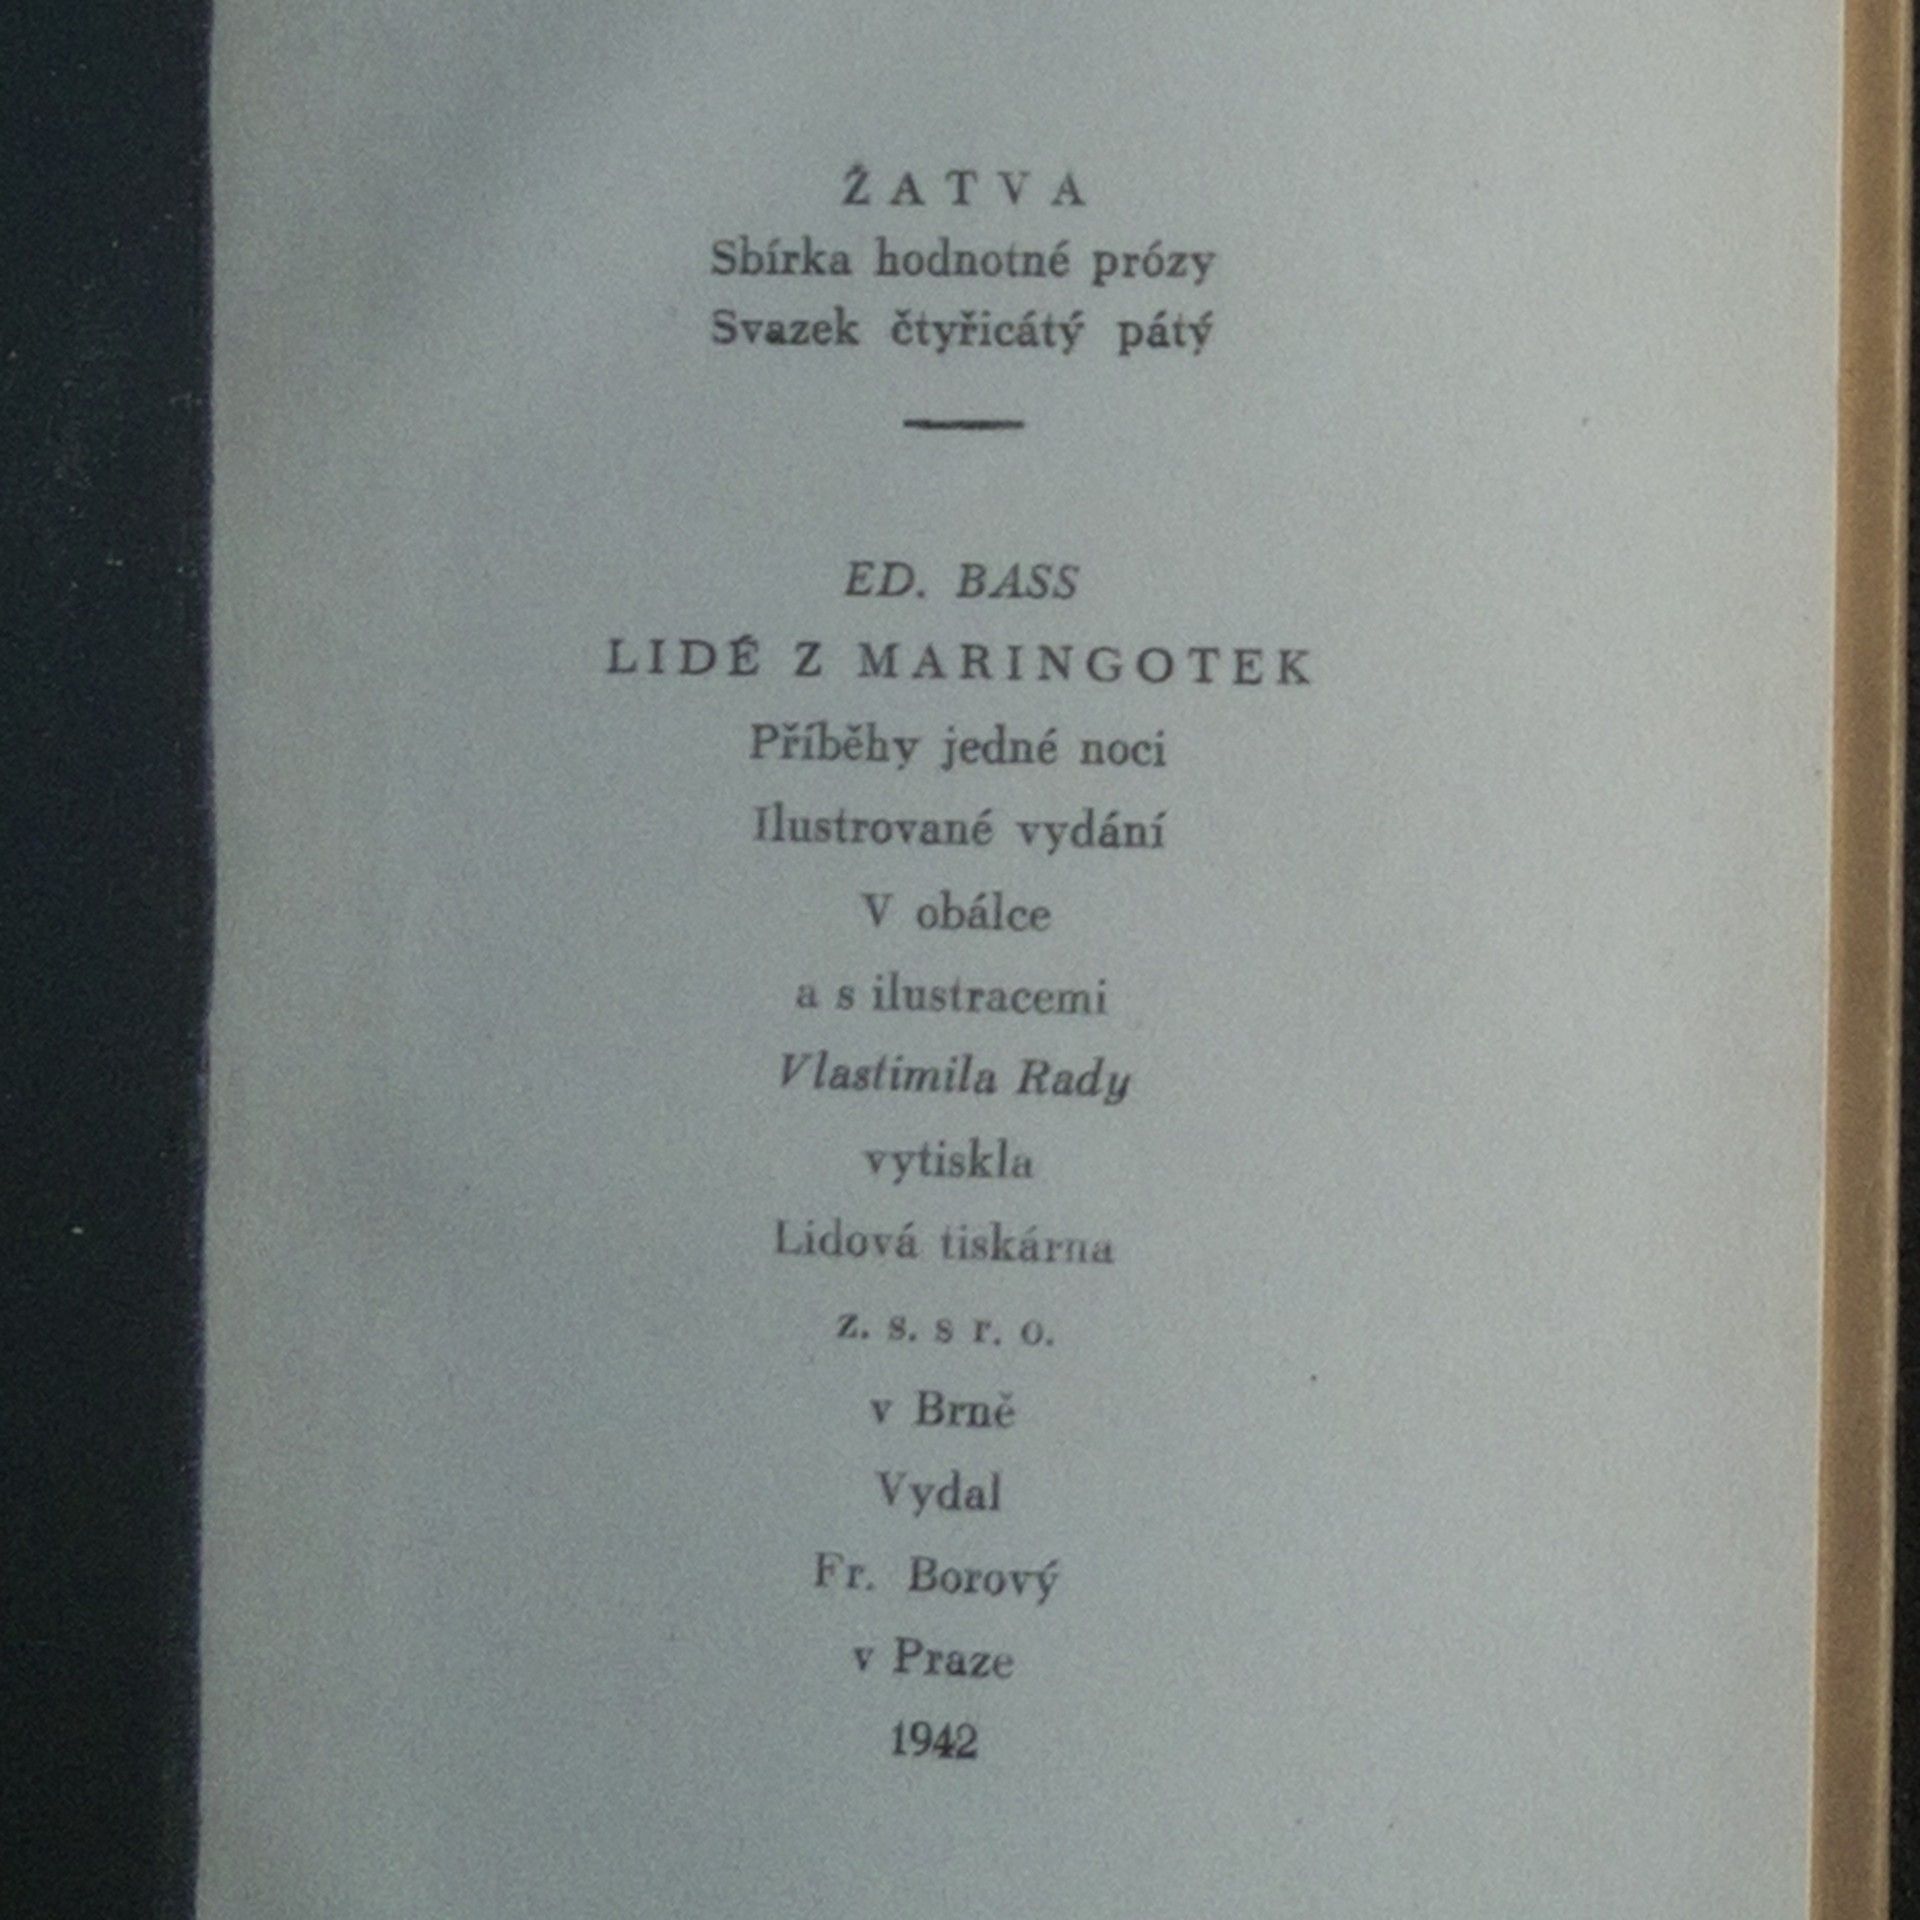 ŽATVA
Sbírka hodnotné prózy
Svazek čtyřicátý pátý
ED. BASS
LIDÉ Z MARINGOTEK
Příběhy jedné noci
Ilustrované vydání
V obálce
a s ilustracemi
Vlastimila Rady
vytiskla
Lidová tiskárna
z. s. s r. o.
v Brně
Vydal
Fr. Borový
v Praze
1942